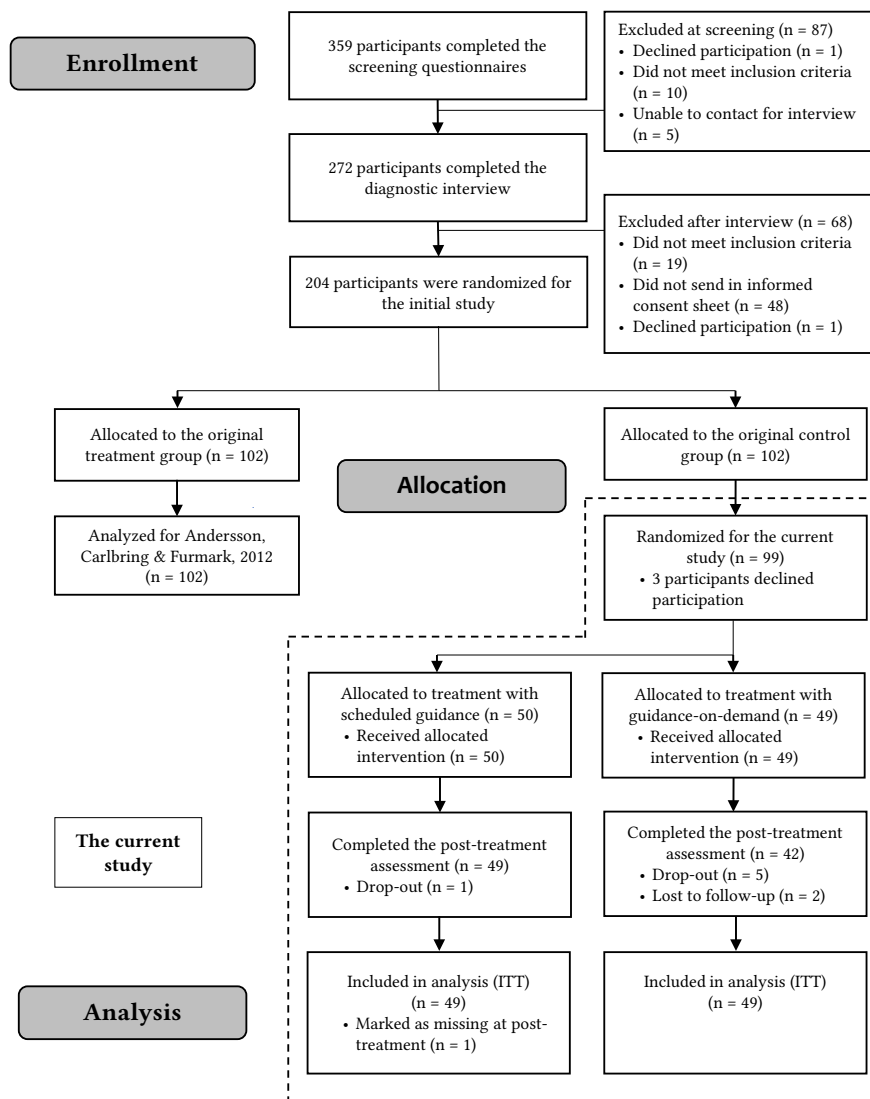 Enrollment
359 participants completed the
screening questionnaires
Excluded at screening (n = 87)
• Declined participation (n = 1)
• Did not meet inclusion criteria
(n = 10)
• Unable to contact for interview
(n = 5)
272 participants completed the
diagnostic interview
Excluded after interview (n = 68)
• Did not meet inclusion criteria
(n = 19)
• Did not send in informed
consent sheet (n = 48)
• Declined participation (n = 1)
204 participants were randomized for
the initial study
Allocated to the original
treatment group (n = 102)
Allocated to the original control
group (n = 102)
Allocation
Analyzed for Andersson,
Carlbring & Furmark, 2012
(n = 102)
Randomized for the current
study (n = 99)
• 3 participants declined
participation
Allocated to treatment with
scheduled guidance (n = 50)
• Received allocated
intervention (n = 50)
Allocated to treatment with
guidance-on-demand (n = 49)
• Received allocated
intervention (n = 49)
The current
study
Completed the post-treatment
assessment (n = 49)
• Drop-out (n = 1)
Completed the post-treatment
assessment (n = 42)
• Drop-out (n = 5)
• Lost to follow-up (n = 2)
Analysis
Included in analysis (ITT)
(n = 49)
• Marked as missing at post-
treatment (n = 1)
Included in analysis (ITT)
(n = 49)